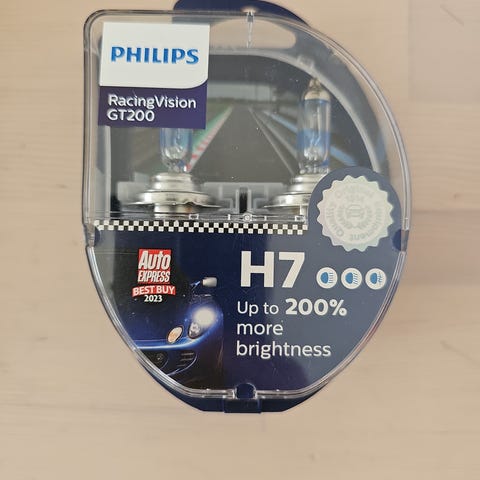 PHILIPS
RacingVision
GT200
Auto
EXPRESS
BEST BUY
2023
H7
Up to 200%
more
brightness